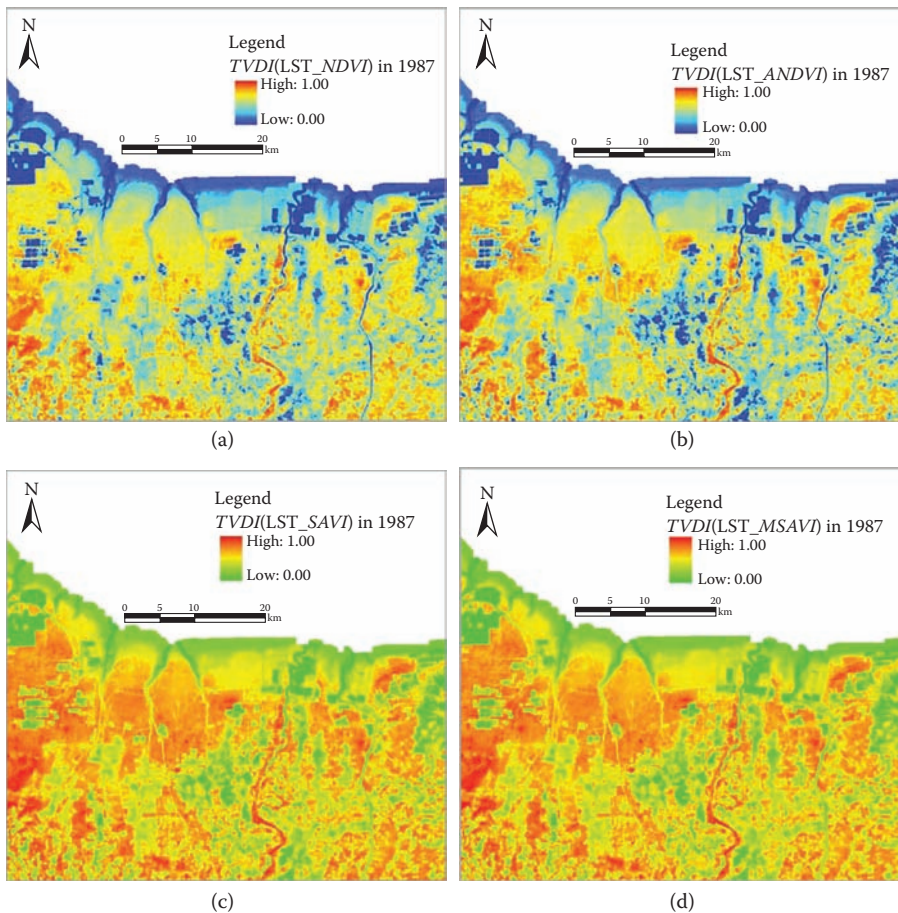 N
Legend
TVDI(LST_NDVI) in 1987
High: 1.00
Low: 0.00
0 5 10 20
km
(a)
N
Legend
TVDI(LST_ANDVI) in 1987
High: 1.00
Low: 0.00
0 5 10 20
km
(b)
N
Legend
TVDI(LST_SAVI) in 1987
High: 1.00
Low: 0.00
0 5 10 20
km
(c)
N
Legend
TVDI(LST_MSAVI) in 1987
High: 1.00
Low: 0.00
0 5 10 20
km
(d)